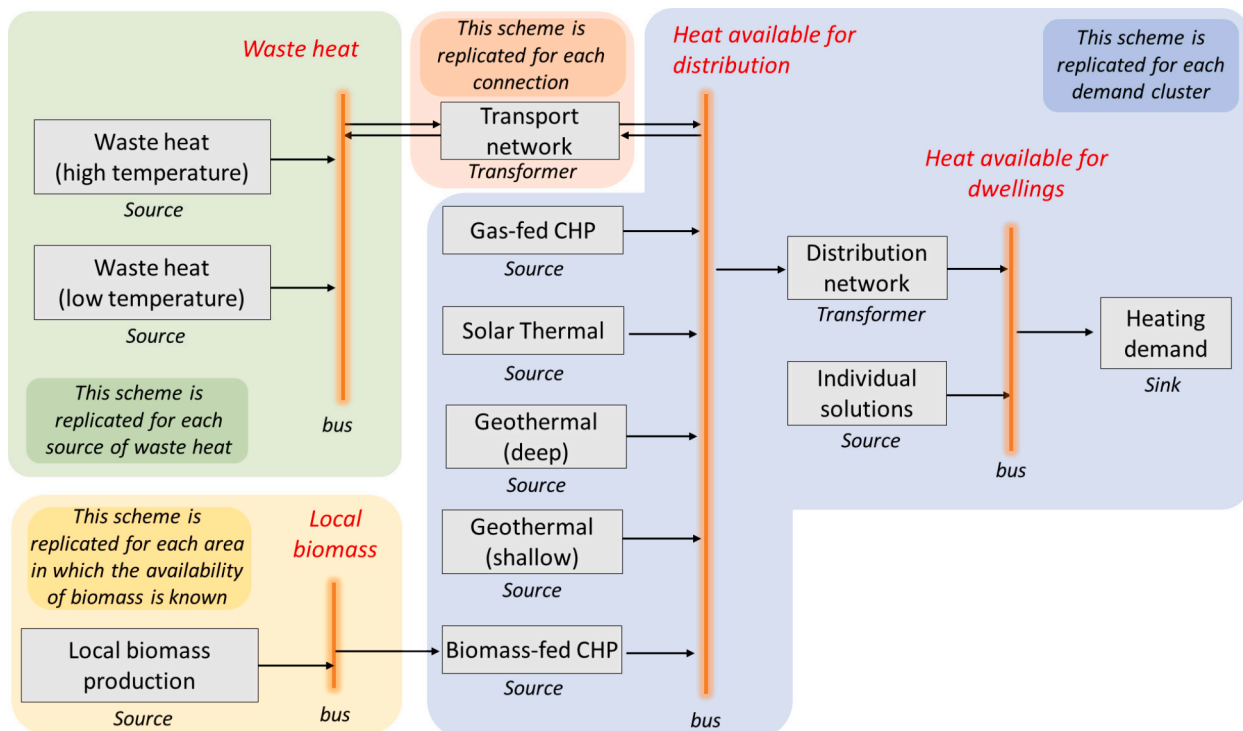 Waste heat
Waste heat
(high temperature)
Source
Waste heat
(low temperature)
Source
This scheme is
replicated for each
source of waste heat
bus
This scheme is
replicated for each
connection
Transport
network
Transformer
Heat available for
distribution
This scheme is
replicated for each
demand cluster
Gas-fed CHP
Source
Solar Thermal
Source
Geothermal
(deep)
Source
Geothermal
(shallow)
Source
Biomass-fed CHP
Source
bus
Heat available for
dwellings
Distribution
network
Transformer
Individual
solutions
Source
bus
Heating
demand
Sink
This scheme is
replicated for each area
in which the availability
of biomass is known
Local
biomass
Local biomass
production
Source
bus